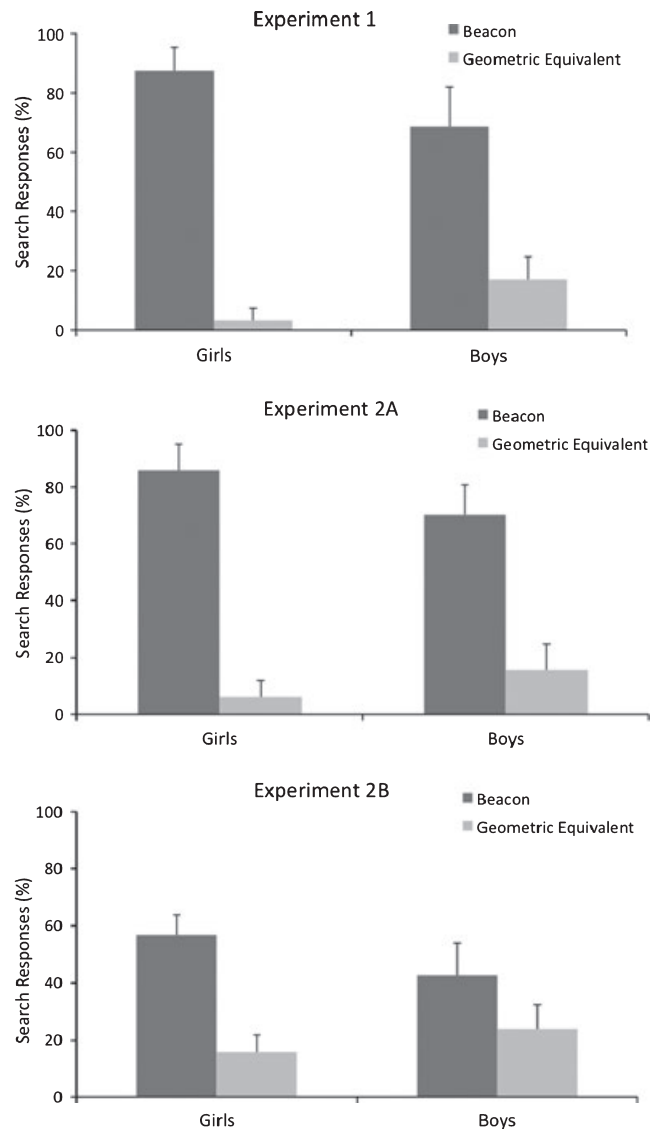 Experiment 1
Beacon
Geometric Equivalent
Search Responses (%)
100
80
60
40
20
0
Girls Boys
Experiment 2A
Beacon
Geometric Equivalent
Search Responses (%)
100
80
60
40
20
0
Girls Boys
Experiment 2B
Beacon
Geometric Equivalent
Search Responses (%)
100
80
60
40
20
0
Girls Boys